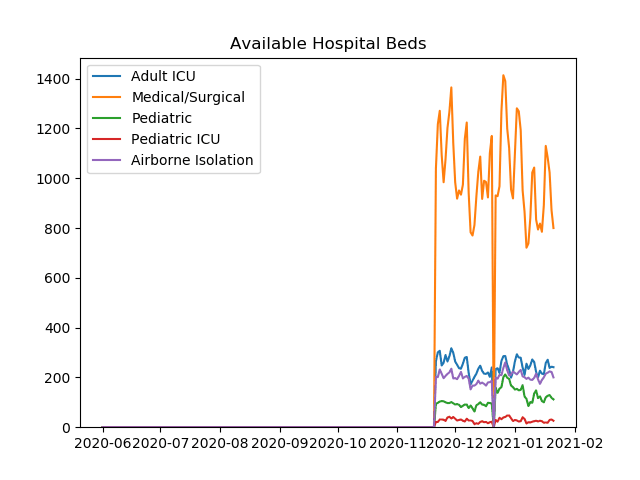 Available Hospital Beds
Adult ICU
Medical/Surgical
Pediatric
Pediatric ICU
Airborne Isolation
1400
1200
1000
800
600
400
200
0
2020-06 2020-07 2020-08 2020-09 2020-10 2020-11 2020-12 2021-01 2021-02